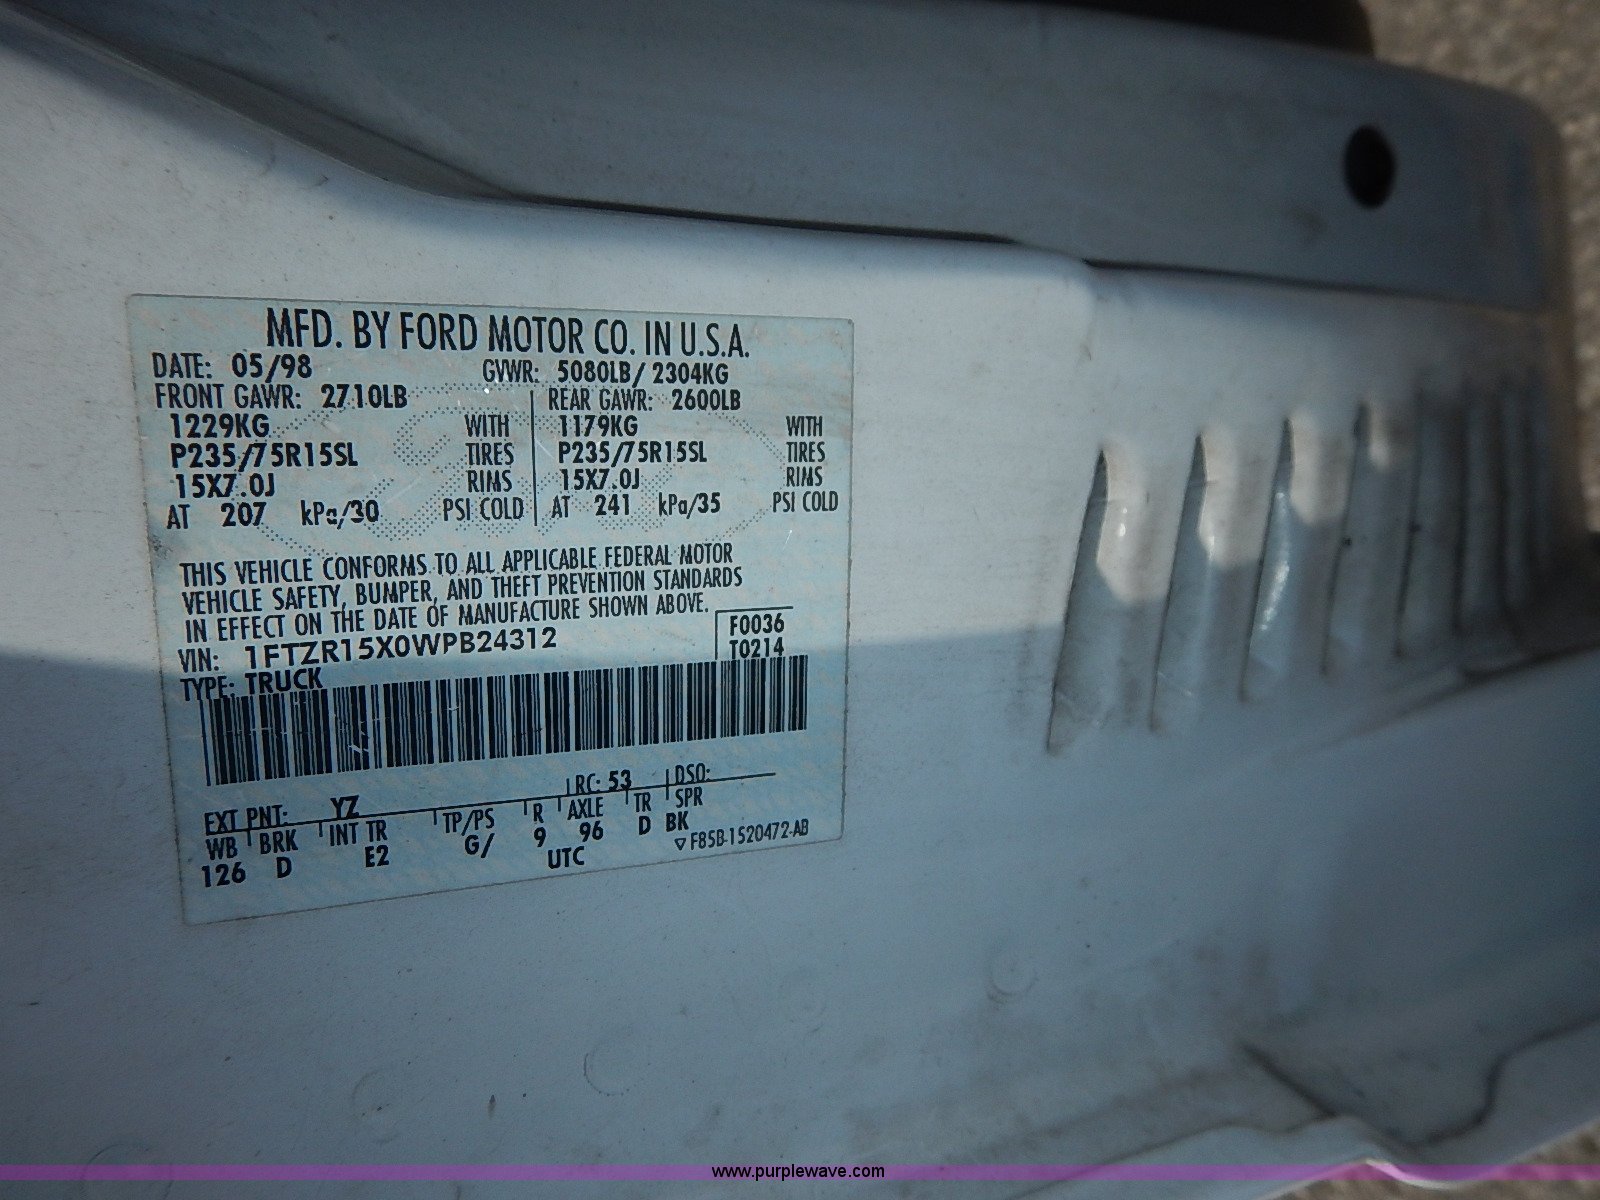 MFD. BY FORD MOTOR CO. IN U.S.A.
DATE: 05/98 GVWR: 5080LB/ 2304KG
FRONT GAWR: 2710LB REAR GAWR: 2600LB
1229KG WITH 1179KG WITH
P235/75R15SL TIRES P235/75R15SL TIRES
15X7.0J RIMS 15X7.0J RIMS
AT 207 kPa/30 PSI COLD AT 241 kPa/35 PSI COLD
THIS VEHICLE CONFORMS TO ALL APPLICABLE FEDERAL MOTOR
VEHICLE SAFETY, BUMPER, AND THEFT PREVENTION STANDARDS
IN EFFECT ON THE DATE OF MANUFACTURE SHOWN ABOVE.
VIN: 1FTZR15X0WPB24312 F0036
TYPE: TRUCK T0214
EXT PNT: YZ RC: 53 DSO:
WB BRK INT TR TP/PS R AXLE TR SPR
126 D E2 G/ 9 96 D BK
UTC F85B-1520472-AB
www.purplewave.com